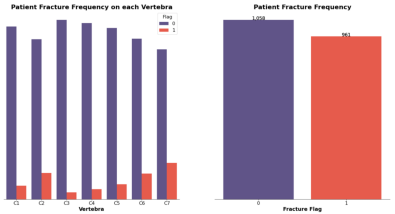 Patient Fracture Frequency on each Vertebra
Flag
0
1
C1 C2 C3 C4 C5 C6 C7
Vertebra
Patient Fracture Frequency
1,058
961
0 1
Fracture Flag